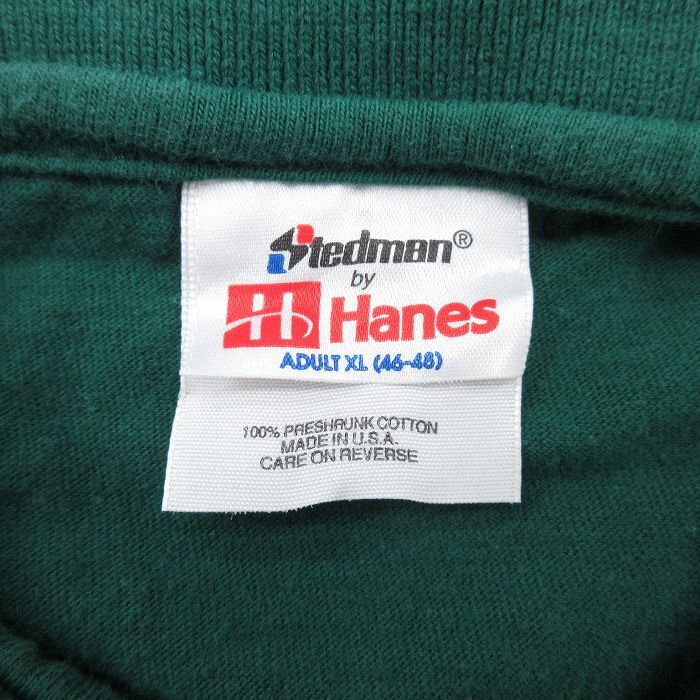 Stedman®
by
H Hanes
ADULT XL (46-48)
100% PRESHRUNK COTTON
MADE IN U.S.A.
CARE ON REVERSE